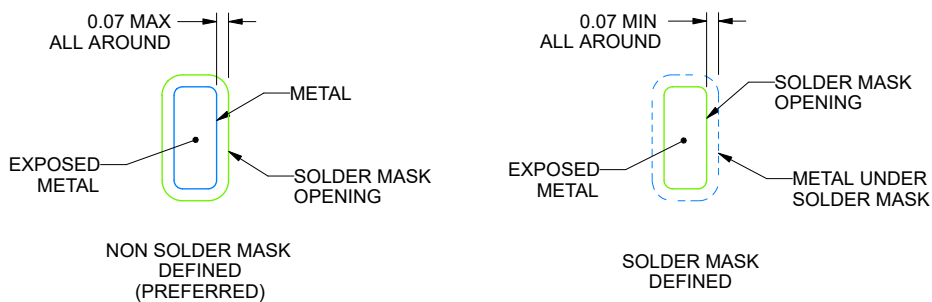 0.07 MAX
ALL AROUND
METAL
EXPOSED
METAL
SOLDER MASK
OPENING
NON SOLDER MASK
DEFINED
(PREFERRED)
0.07 MIN
ALL AROUND
SOLDER MASK
OPENING
EXPOSED
METAL
METAL UNDER
SOLDER MASK
SOLDER MASK
DEFINED